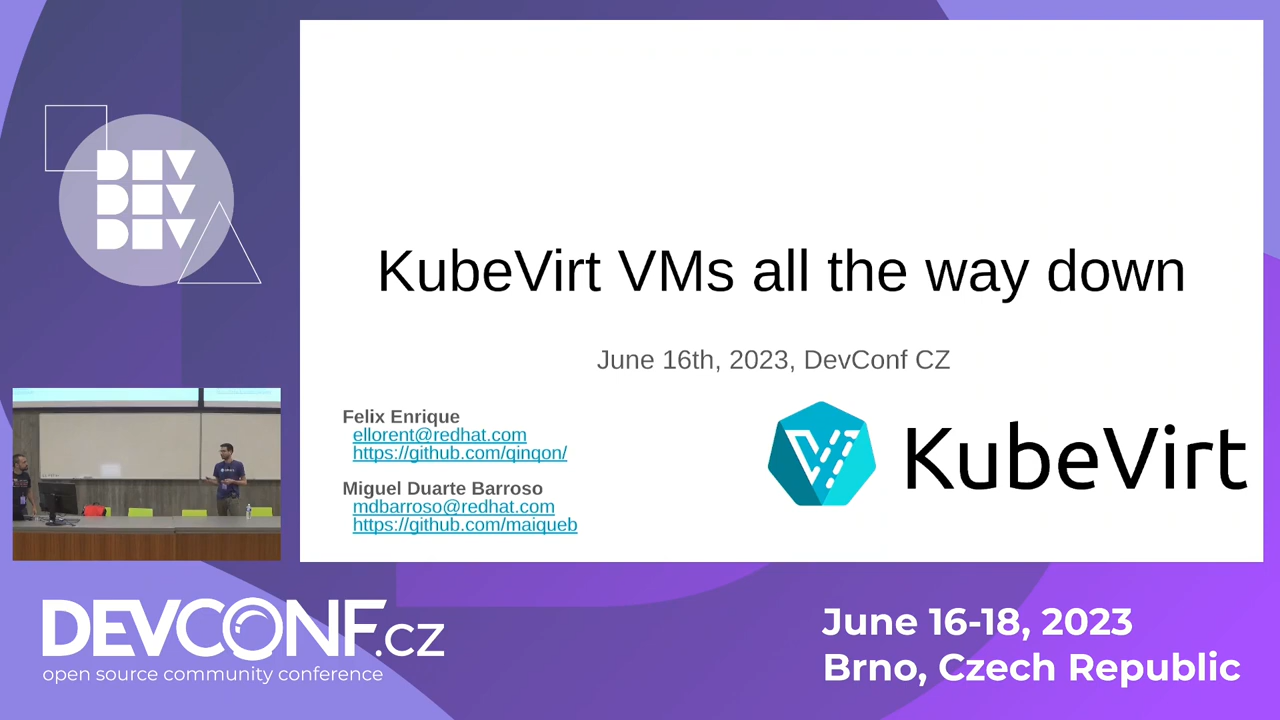 DEV
DEV
DEV
KubeVirt VMs all the way down
June 16th, 2023, DevConf CZ
Felix Enrique
ellorent@redhat.com
https://github.com/qinqon/
Miguel Duarte Barroso
mdbarroso@redhat.com
https://github.com/maiqueb
KubeVirt
DEVCONF.cz
open source community conference
June 16-18, 2023
Brno, Czech Republic